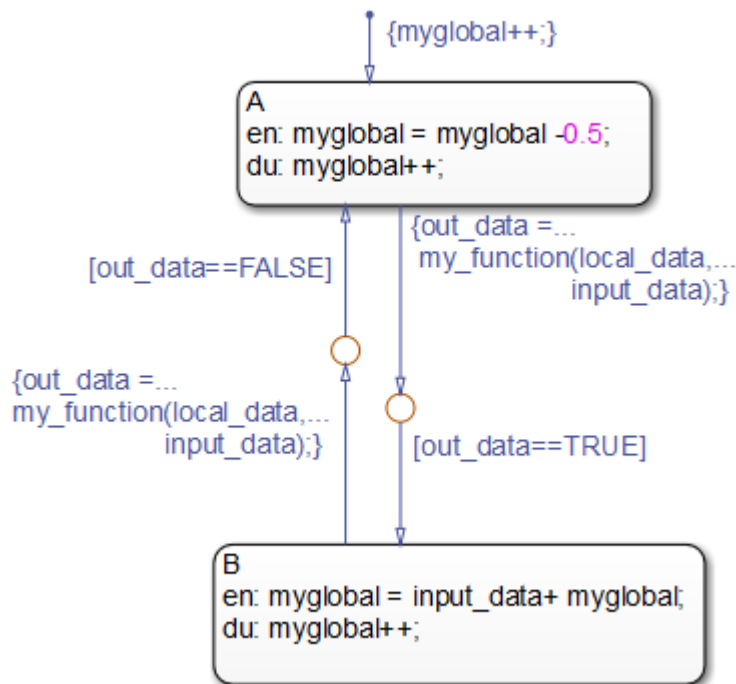 {myglobal++;}
A
en: myglobal = myglobal -0.5;
du: myglobal++;
{out_data =...
my_function(local_data,...
input_data);}
[out_data==FALSE]
{out_data =...
my_function(local_data,...
input_data);}
[out_data==TRUE]
B
en: myglobal = input_data+ myglobal;
du: myglobal++;